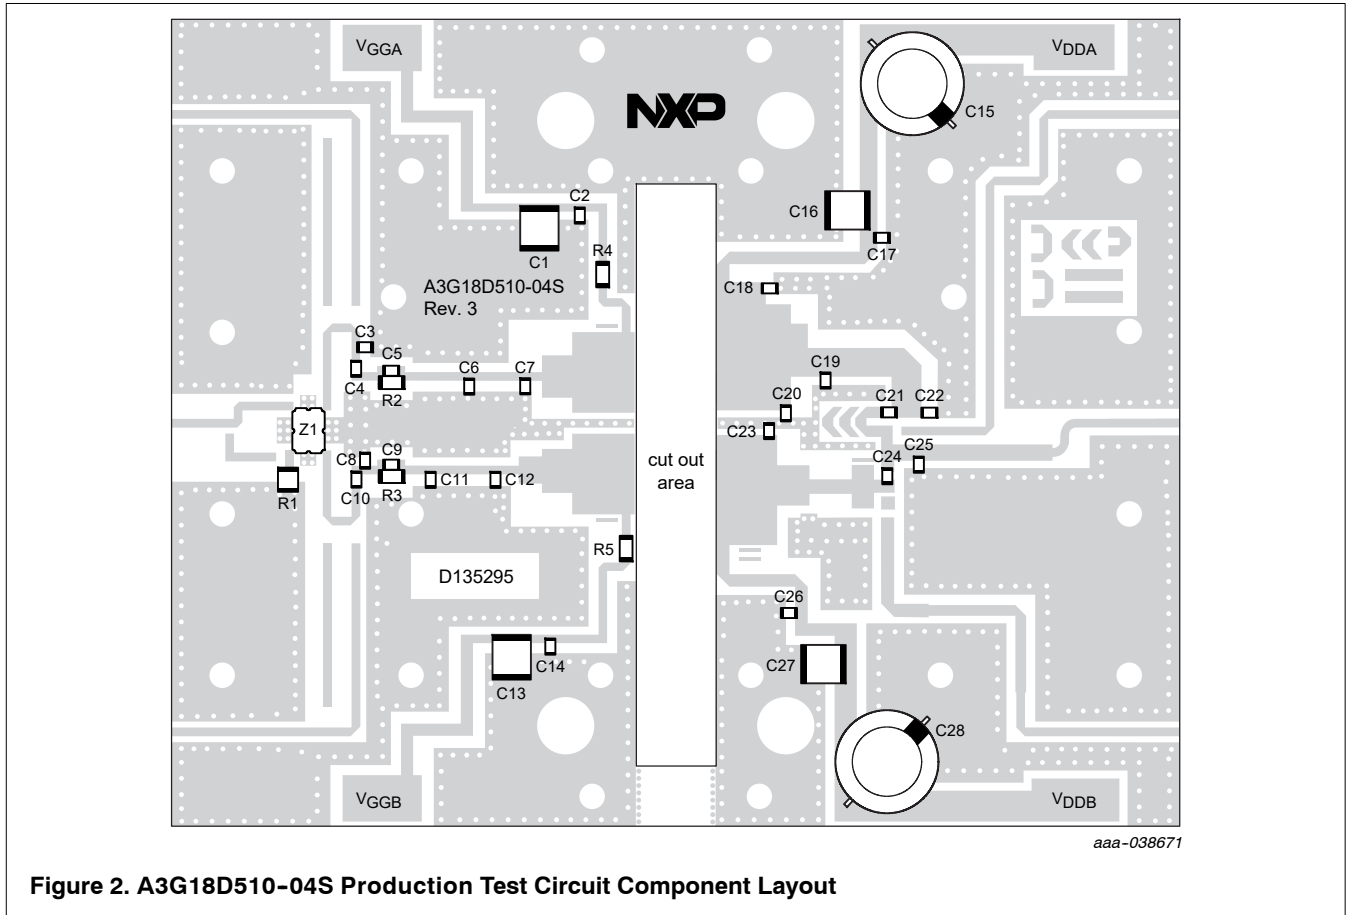 VGGA
VDDA
NXP
C15
C2
C16
C1
R4
C17
A3G18D510-04S
Rev. 3
C18
C3
C5
C6
C7
C19
C4
R2
C20
C21
C22
Z1
C23
C8
C9
C25
C24
cut out
area
R1
C10
R3
C11
C12
R5
D135295
C26
C14
C27
C13
C28
VGGB
VDDB
aaa-038671
Figure 2. A3G18D510-04S Production Test Circuit Component Layout